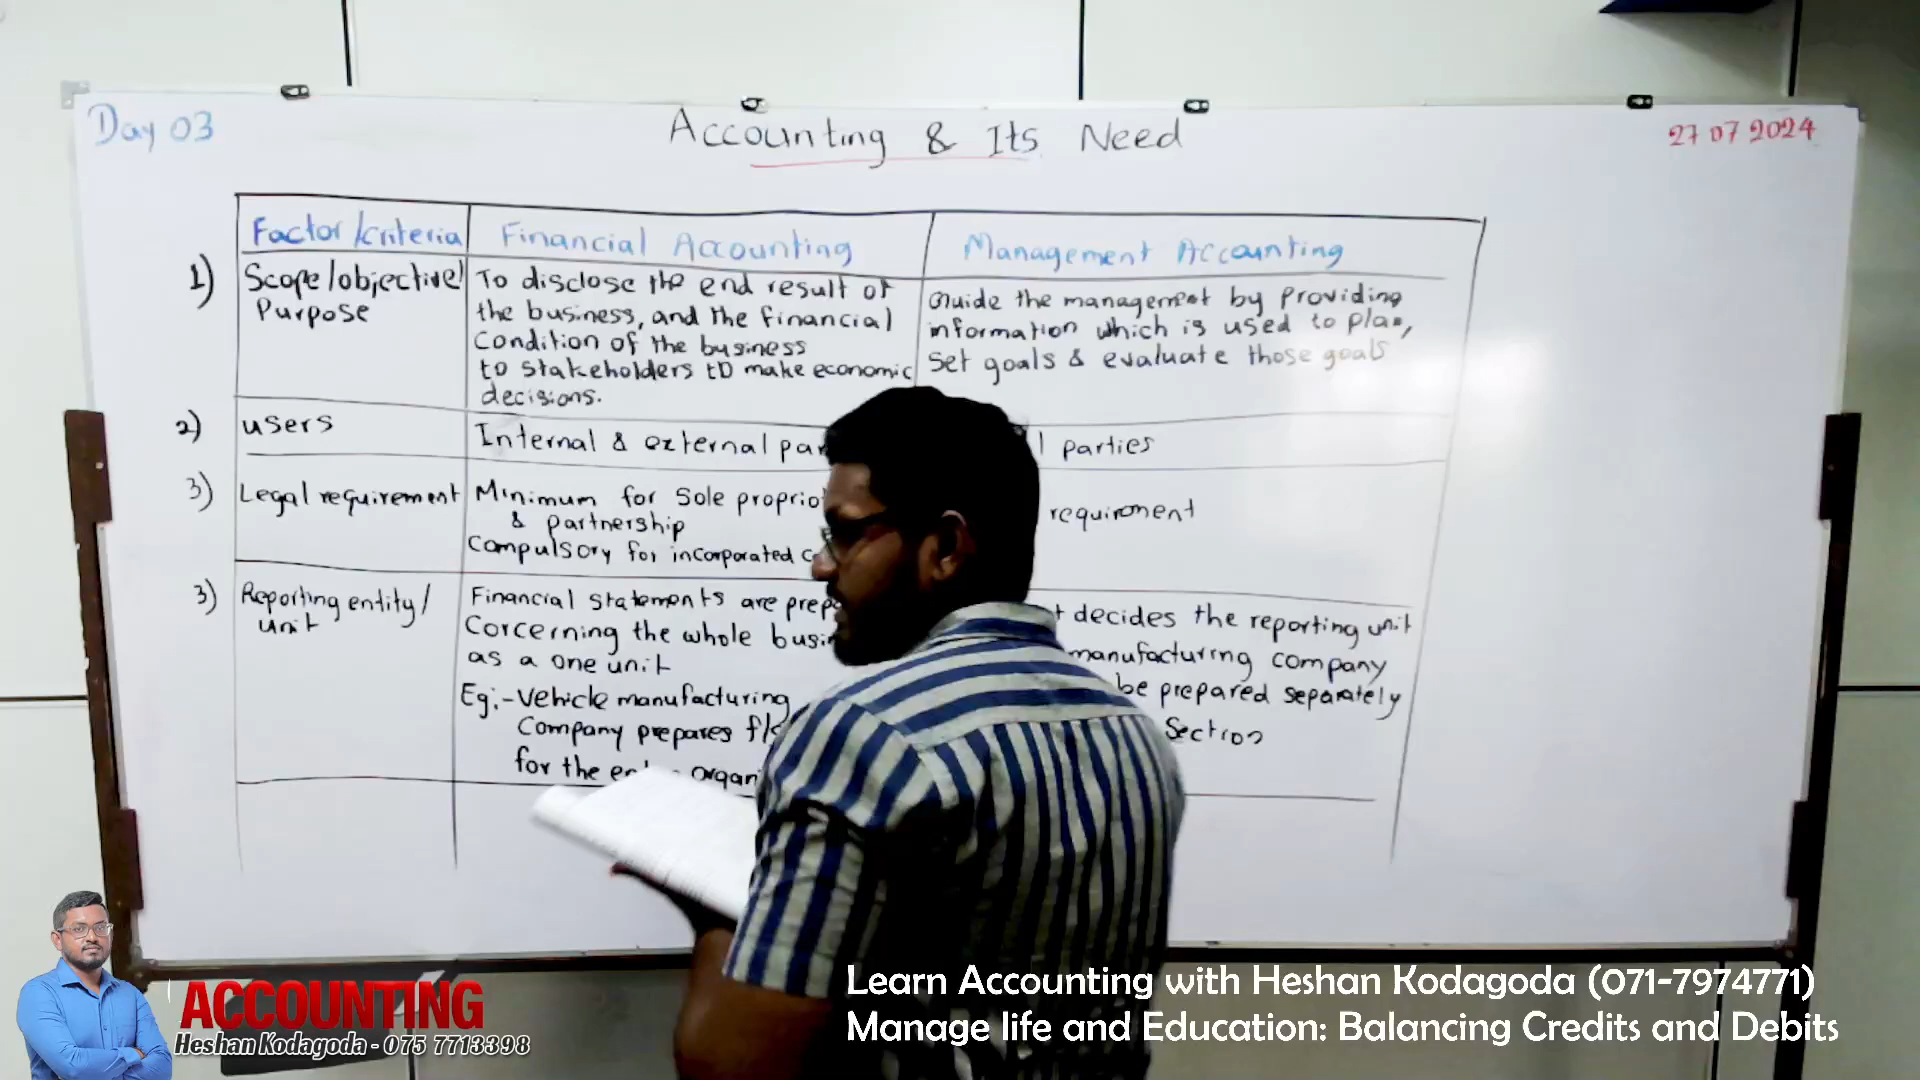 Day 03
Accounting & Its Need
27 07 2024
Factor/criteria
Financial Accounting
Management Accounting
1)
Scope/objective/
Purpose
To disclose the end result of
the business, and the financial
condition of the business
to stakeholders to make economic
decisions.
Guide the management by providing
information which is used to plan,
set goals & evaluate those goals
2)
users
Internal & external
parties
3)
Legal requirement
Minimum for sole
& partnership
compulsory for incorporated
requirement
3)
Reporting entity/
unit
Financial statements are
concerning the whole
as a one unit
Eg:- vehicle manufacturing
company prepares
for the
decides the reporting unit
manufacturing company
be prepared separately
section
ACCOUNTING
Heshan Kodagoda - 075 7713398
Learn Accounting with Heshan Kodagoda (071-7974771)
Manage life and Education: Balancing Credits and Debits